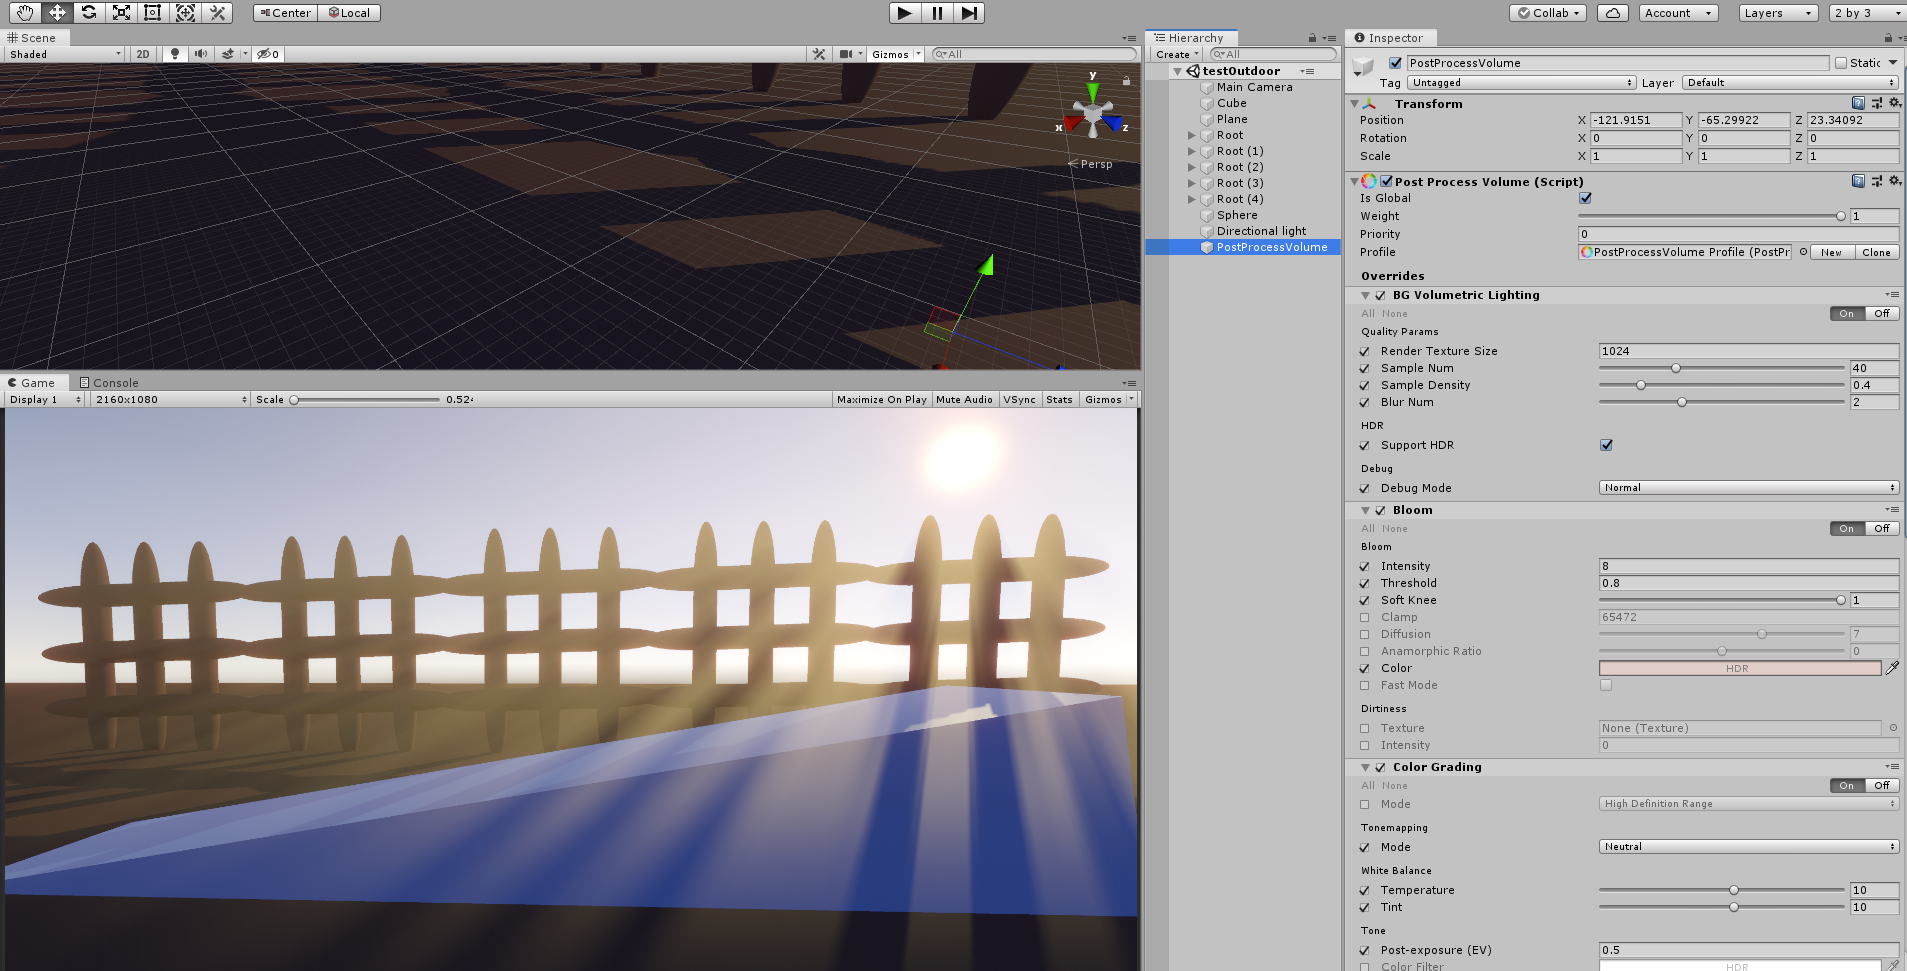 Center Local Collab Account Layers 2 by 3
Scene
Shaded 2D 0 Gizmos All
y
x z
Persp
Game Console
Display 1 2160x1080 Scale 0.52 Maximize On Play Mute Audio VSync Stats Gizmos
Hierarchy
Create All
testOutdoor
Main Camera
Cube
Plane
Root
Root (1)
Root (2)
Root (3)
Root (4)
Sphere
Directional light
PostProcessVolume
Inspector
PostProcessVolume Static
Tag Untagged Layer Default
Transform
Position X -121.9151 Y -65.29922 Z 23.34092
Rotation X 0 Y 0 Z 0
Scale X 1 Y 1 Z 1
Post Process Volume (Script)
Is Global
Weight 1
Priority 0
Profile PostProcessVolume Profile (PostPr New Clone
Overrides
BG Volumetric Lighting
All None On Off
Quality Params
Render Texture Size 1024
Sample Num 40
Sample Density 0.4
Blur Num 2
HDR
Support HDR
Debug
Debug Mode Normal
Bloom
All None On Off
Bloom
Intensity 8
Threshold 0.8
Soft Knee 1
Clamp 65472
Diffusion 7
Anamorphic Ratio 0
Color HDR
Fast Mode
Dirtiness
Texture None (Texture)
Intensity 0
Color Grading
All None On Off
Mode High Definition Range
Tonemapping
Mode Neutral
White Balance
Temperature 10
Tint 10
Tone
Post-exposure (EV) 0.5
Color Filter HDR